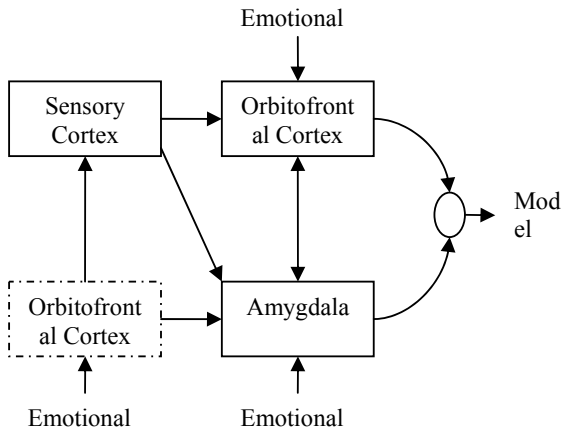 Emotional
Sensory
Cortex
Orbitofront
al Cortex
Mod
el
Orbitofront
al Cortex
Amygdala
Emotional
Emotional